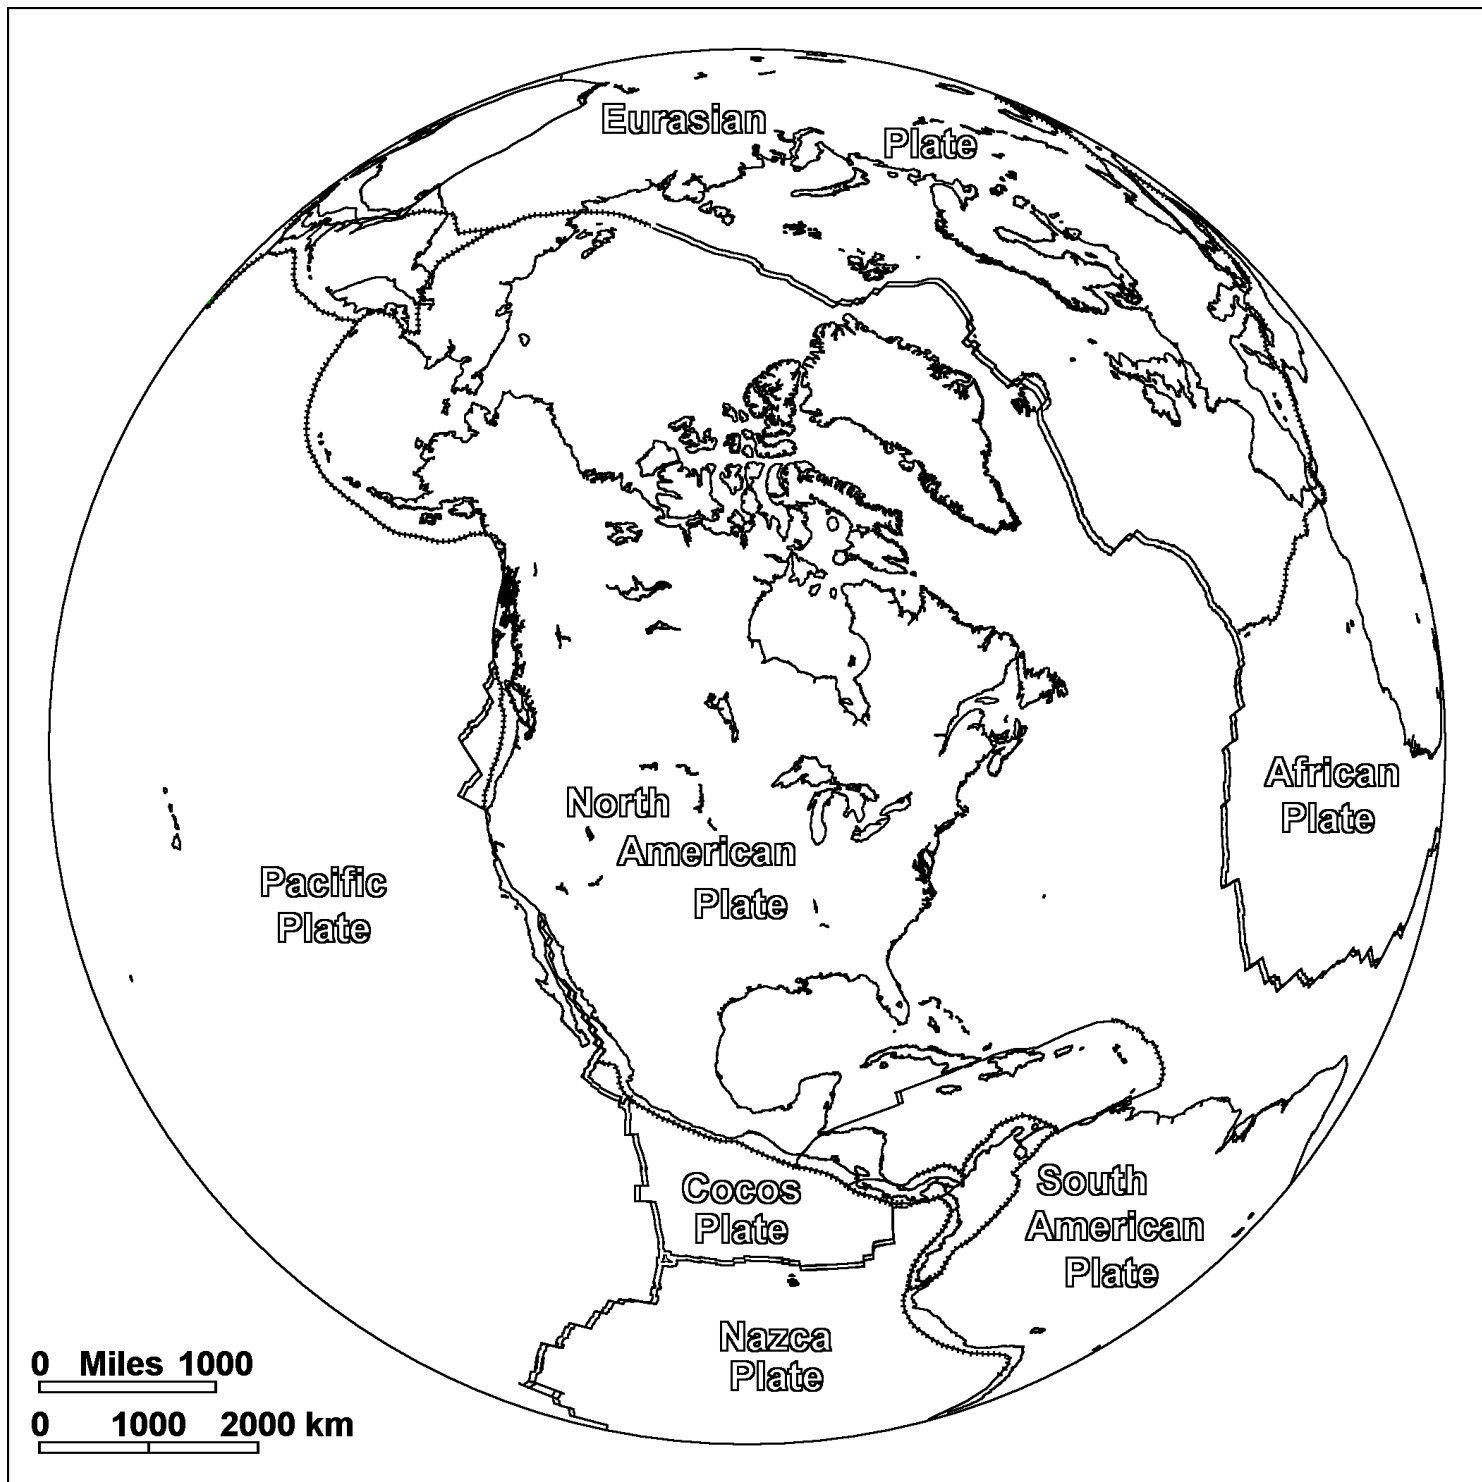 Eurasian Plate
North
American
Plate
African
Plate
Pacific
Plate
Cocos
Plate
South
American
Plate
Nazca
Plate
0 Miles 1000
0 1000 2000 km